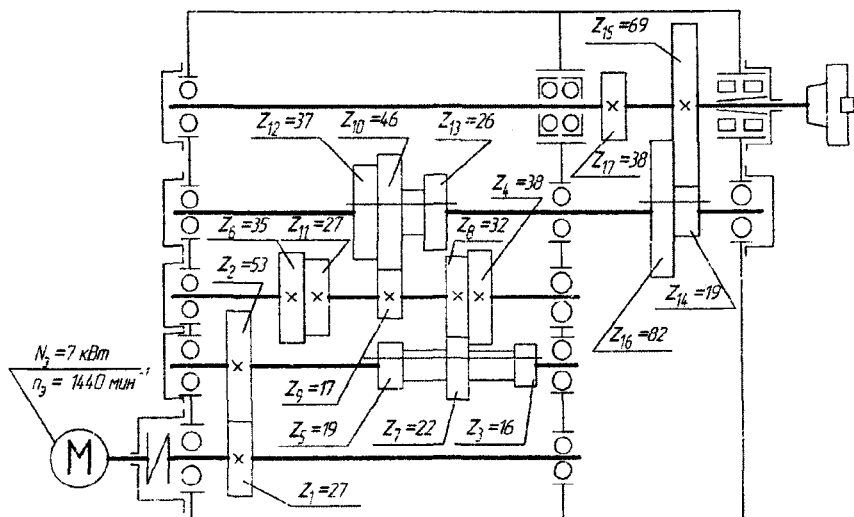 Z₁₅=69
Z₁₂=37 Z₁₀=46 Z₁₃=26
Z₁₇=38
Z₄=38
Z₆=35 Z₁₁=27 Z₈=32
Z₂=53
Z₁₄=19
Z₁₆=82
Nэ=7 кВт
nэ = 1440 мин⁻¹
Z₉=17
Z₅=19 Z₇=22 Z₃=16
M
Z₁=27